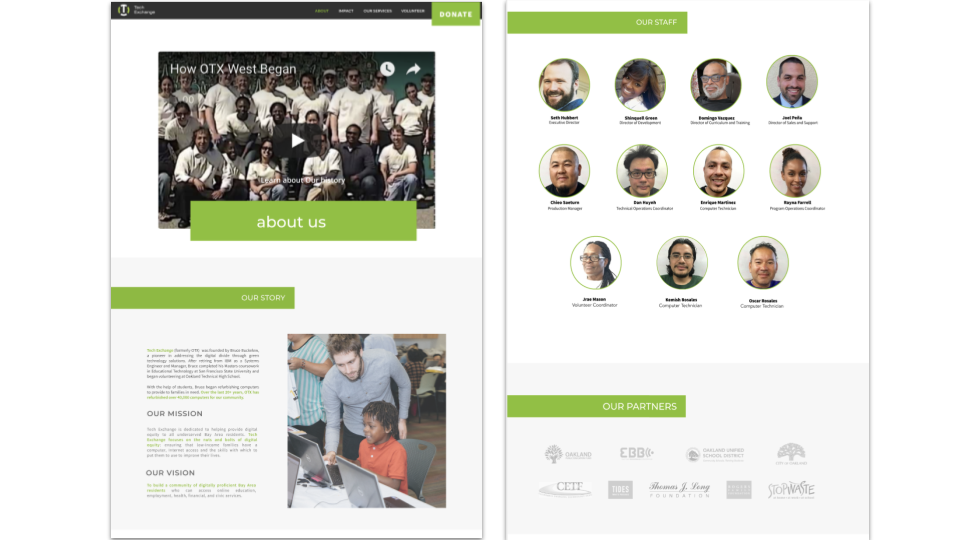 Tech
Exchange
ABOUT
IMPACT
OUR SERVICES
VOLUNTEER
DONATE
How OTX West Began
Learn about Our history
about us
OUR STORY
Tech Exchange (formerly OTX) was founded by Bruce Buckelew,
a pioneer in addressing the digital divide through green
technology solutions. After retiring from IBM as a Systems
Engineer and Manager, Bruce completed his Masters coursework
in Educational Technology at San Francisco State University and
began volunteering at Oakland Technical High School.
With the help of students, Bruce began refurbishing computers
to provide to families in need. Over the last 20+ years, OTX has
refurbished over 40,000 computers for our community.
OUR MISSION
Tech Exchange is dedicated to helping provide digital
equity to all underserved Bay Area residents. Tech
Exchange focuses on the nuts and bolts of digital
equity: ensuring that low-income families have a
computer, internet access and the skills with which to
put them to use to improve their lives.
OUR VISION
To build a community of digitally proficient Bay Area
residents who can access online education,
employment, health, financial, and civic services.
OUR STAFF
Seth Hubbert
Executive Director
Shinquell Green
Director of Development
Domingo Vasquez
Director of Curriculum and Training
Joel Peña
Director of Sales and Support
Chiex Saeturn
Production Manager
Dan Huynh
Technical Operations Coordinator
Enrique Martinez
Computer Technician
Rayna Farrell
Program Operations Coordinator
Mason
Volunteer Coordinator
Rosales
Computer Technician
Oscar Rosales
Computer Technician
OUR PARTNERS
OAKLAND
EBBC
OAKLAND UNIFIED
SCHOOL DISTRICT
CITY OF OAKLAND
CETF
TIDES
Thomas J. Long
FOUNDATION
STOPWASTE